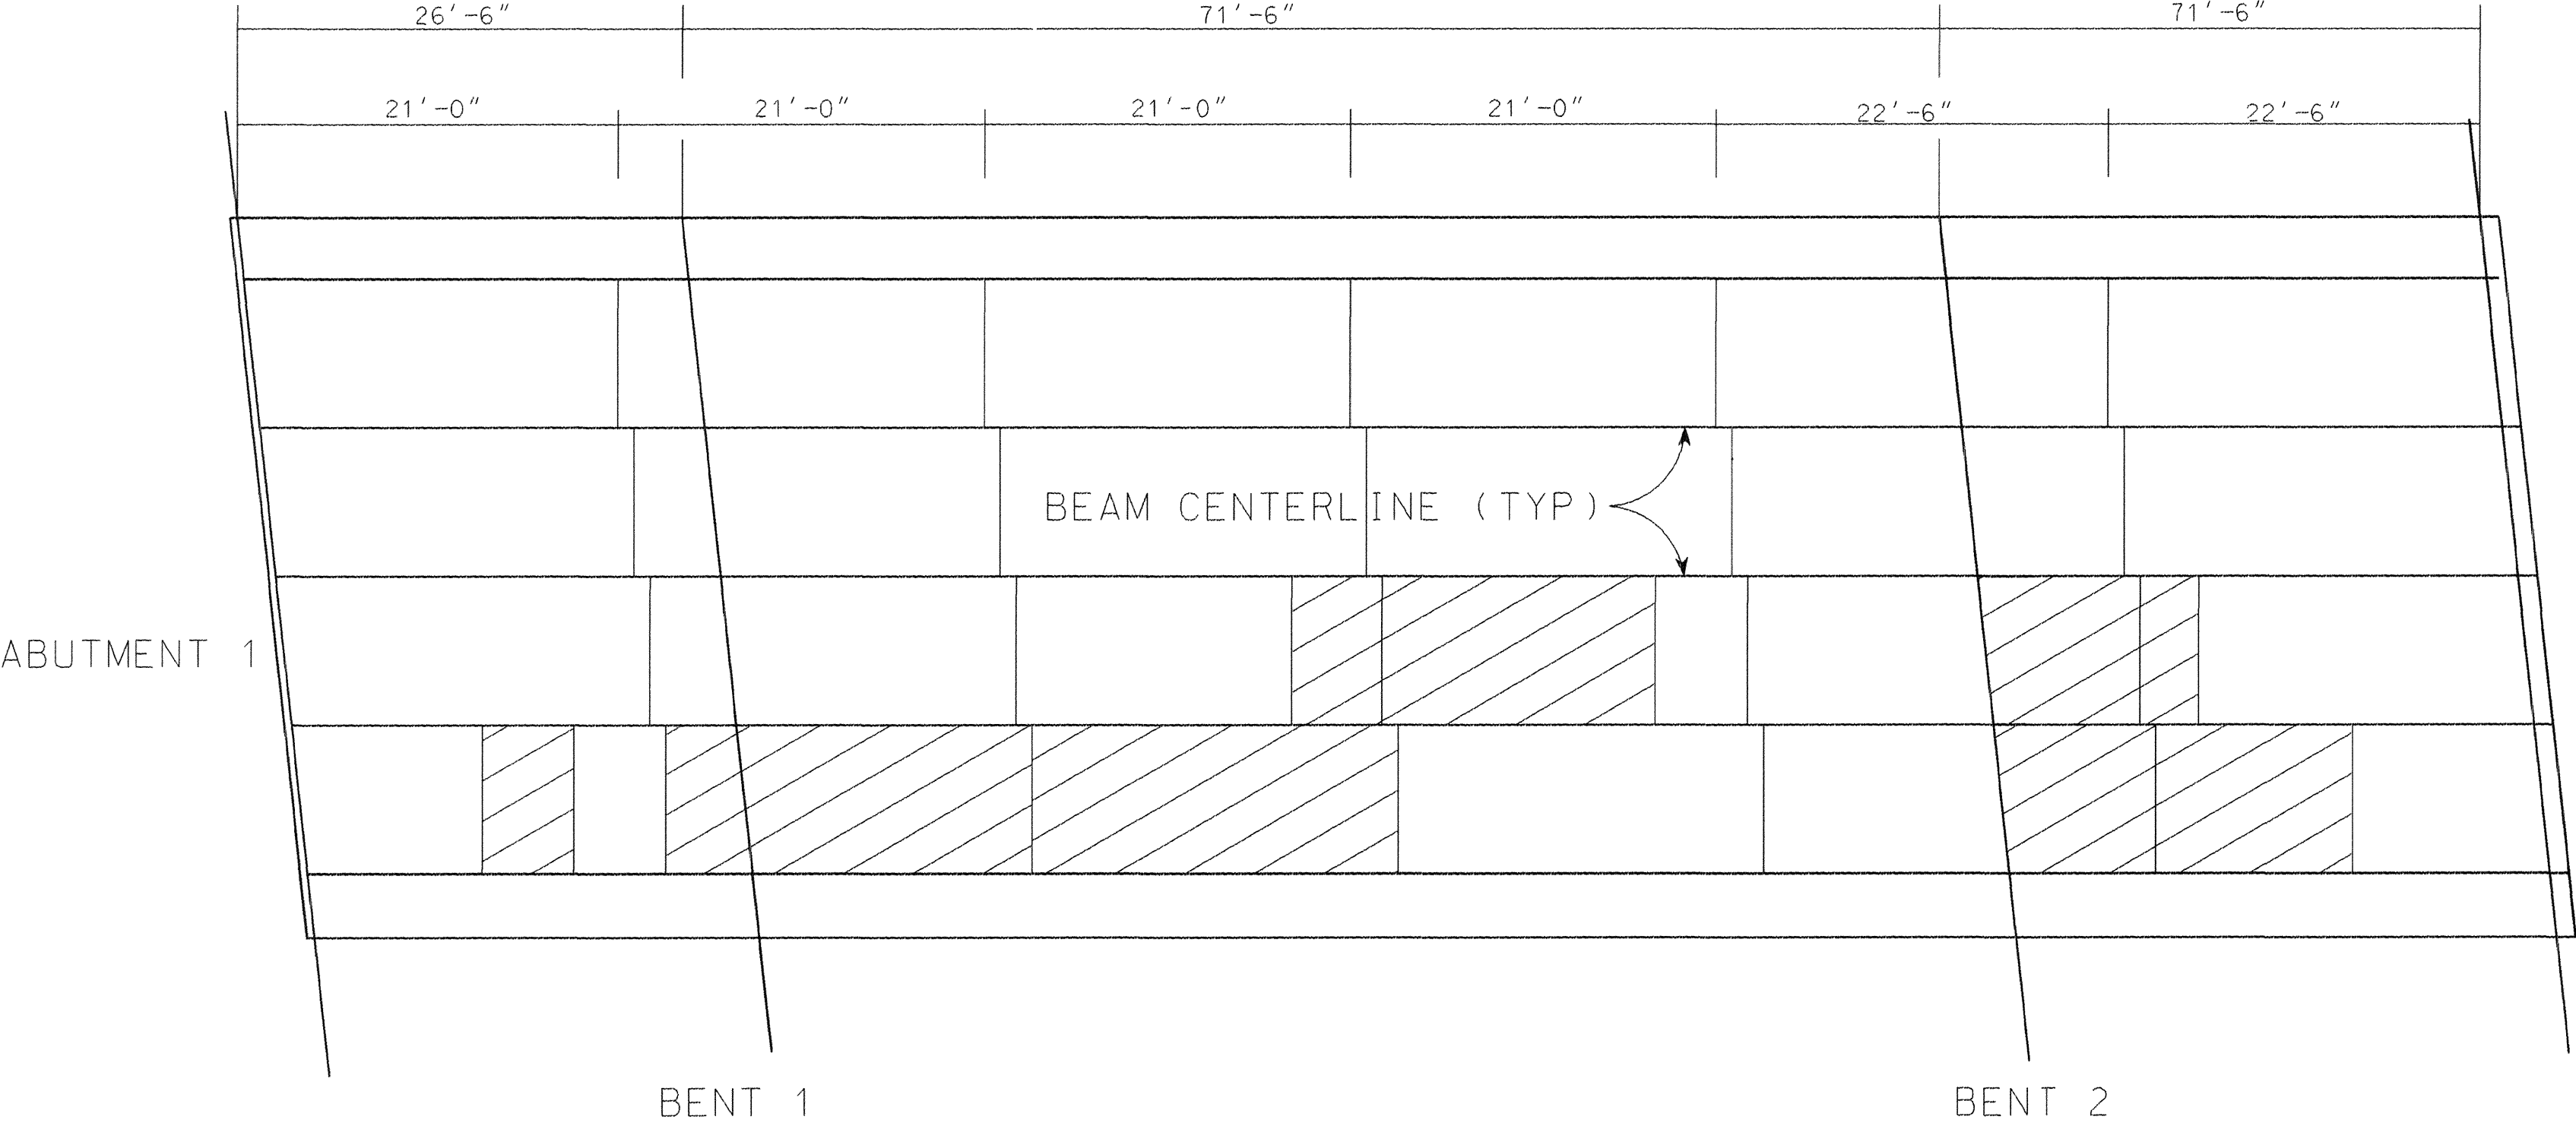 26'-6" 71'-6" 71'-6"
21'-0" 21'-0" 21'-0" 21'-0" 22'-6" 22'-6"
BEAM CENTERLINE (TYP)
ABUTMENT 1
BENT 1 BENT 2